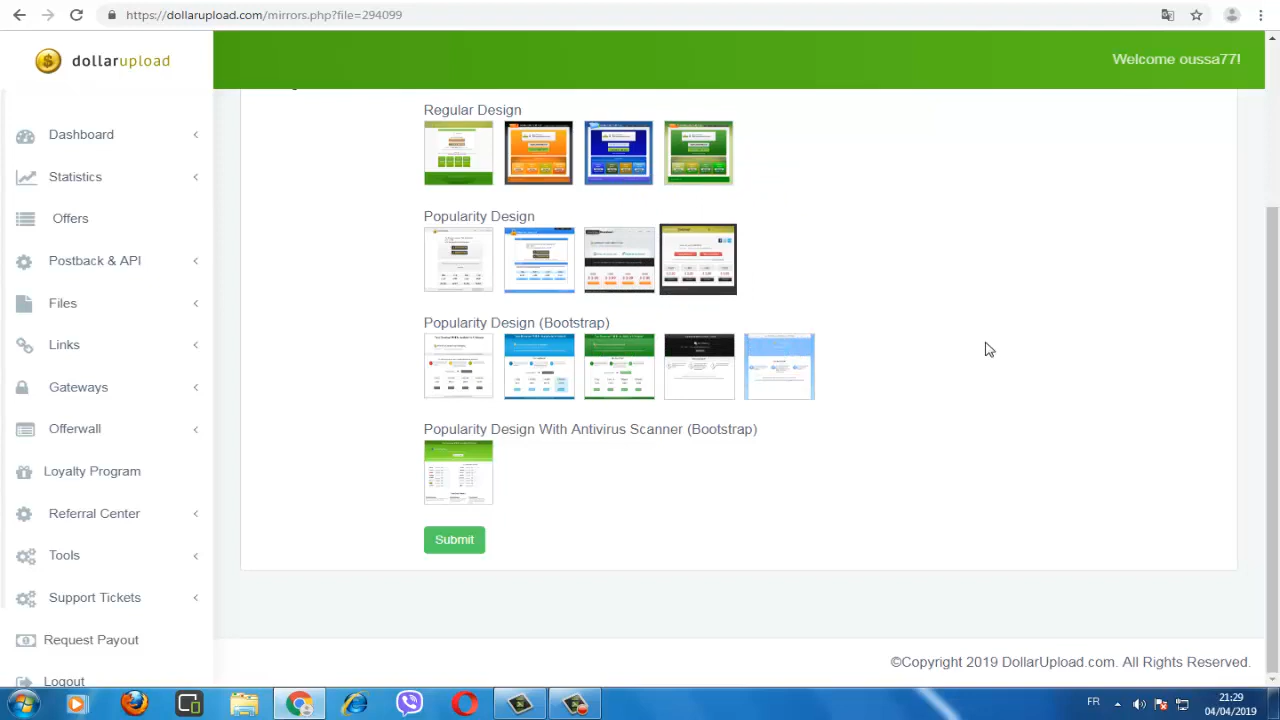 https://dollarupload.com/mirrors.php?file=294099
dollarupload
Welcome oussa77!
Dashboard
Statistics
Offers
Postback & API
Files
Offerwall
Loyalty Program
Referral Center
Tools
Support Tickets
Request Payout
Logout
Regular Design
Popularity Design
Popularity Design (Bootstrap)
Popularity Design With Antivirus Scanner (Bootstrap)
Submit
©Copyright 2019 DollarUpload.com. All Rights Reserved.
FR
21:29
04/04/2019